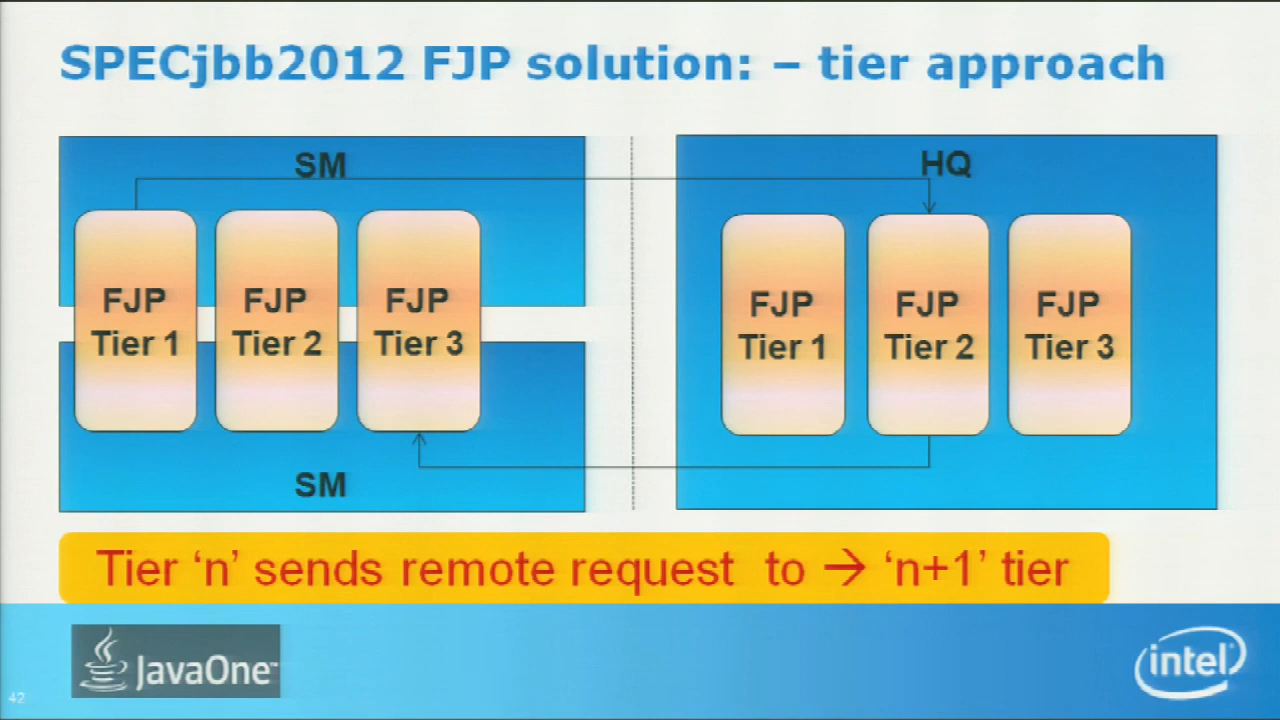 SPECjbb2012 FJP solution: – tier approach
SM
HQ
FJP
Tier 1
FJP
Tier 2
FJP
Tier 3
FJP
Tier 1
FJP
Tier 2
FJP
Tier 3
SM
Tier ‘n’ sends remote request to → ‘n+1’ tier
JavaOne™
intel
42